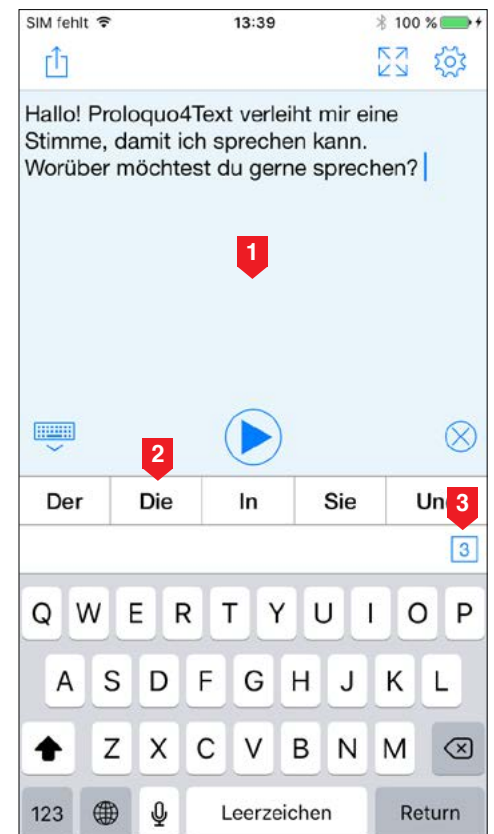 SIM fehlt 13:39 100 %
Hallo! Proloquo4Text verleiht mir eine
Stimme, damit ich sprechen kann.
Worüber möchtest du gerne sprechen?
1
2
Der Die In Sie Un
3
3
Q W E R T Y U I O P
A S D F G H J K L
Z X C V B N M
123 Leerzeichen Return